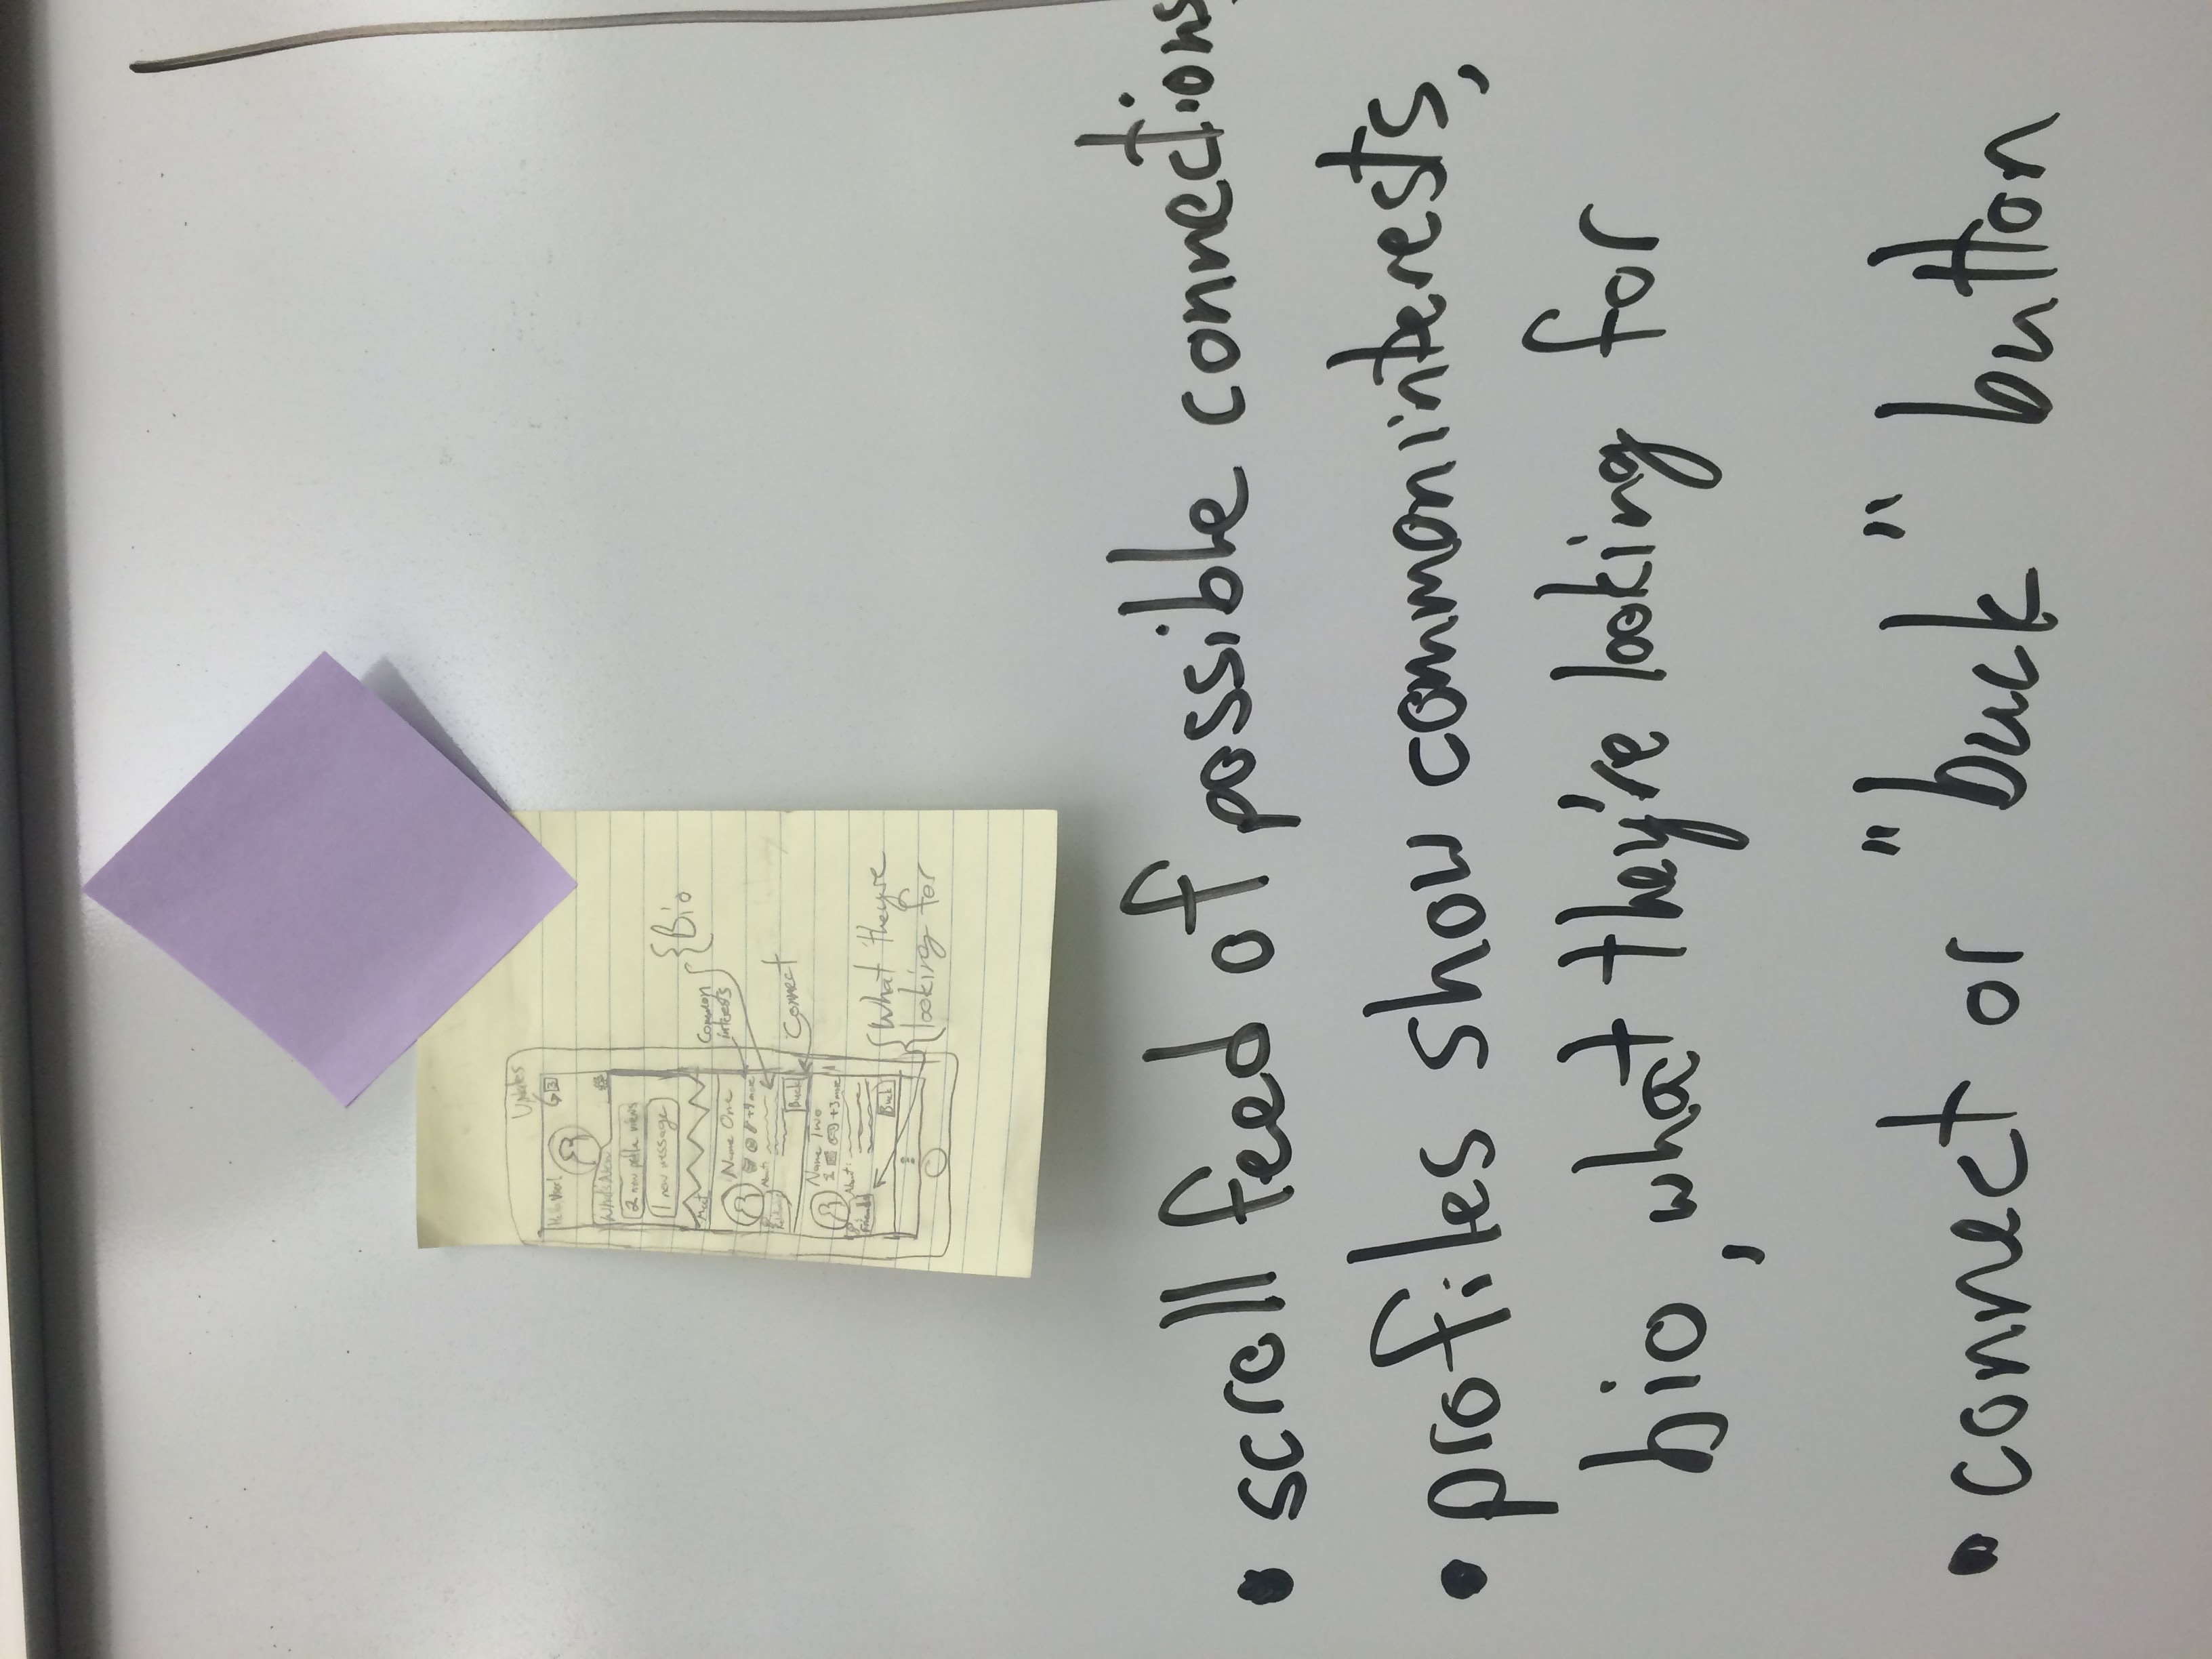 Updates
Hello User!
3
What's New
2 new profile views
1 new message
Meet
{Bio
Common
interests
Name One
+9 more
About:
Buck
Connect
Name Two
+3 more
About:
Friends
Buck
{What they're
looking for
• scroll feed of possible connections
• profiles show common interests,
bio, what they're looking for
• connect or "buck" button